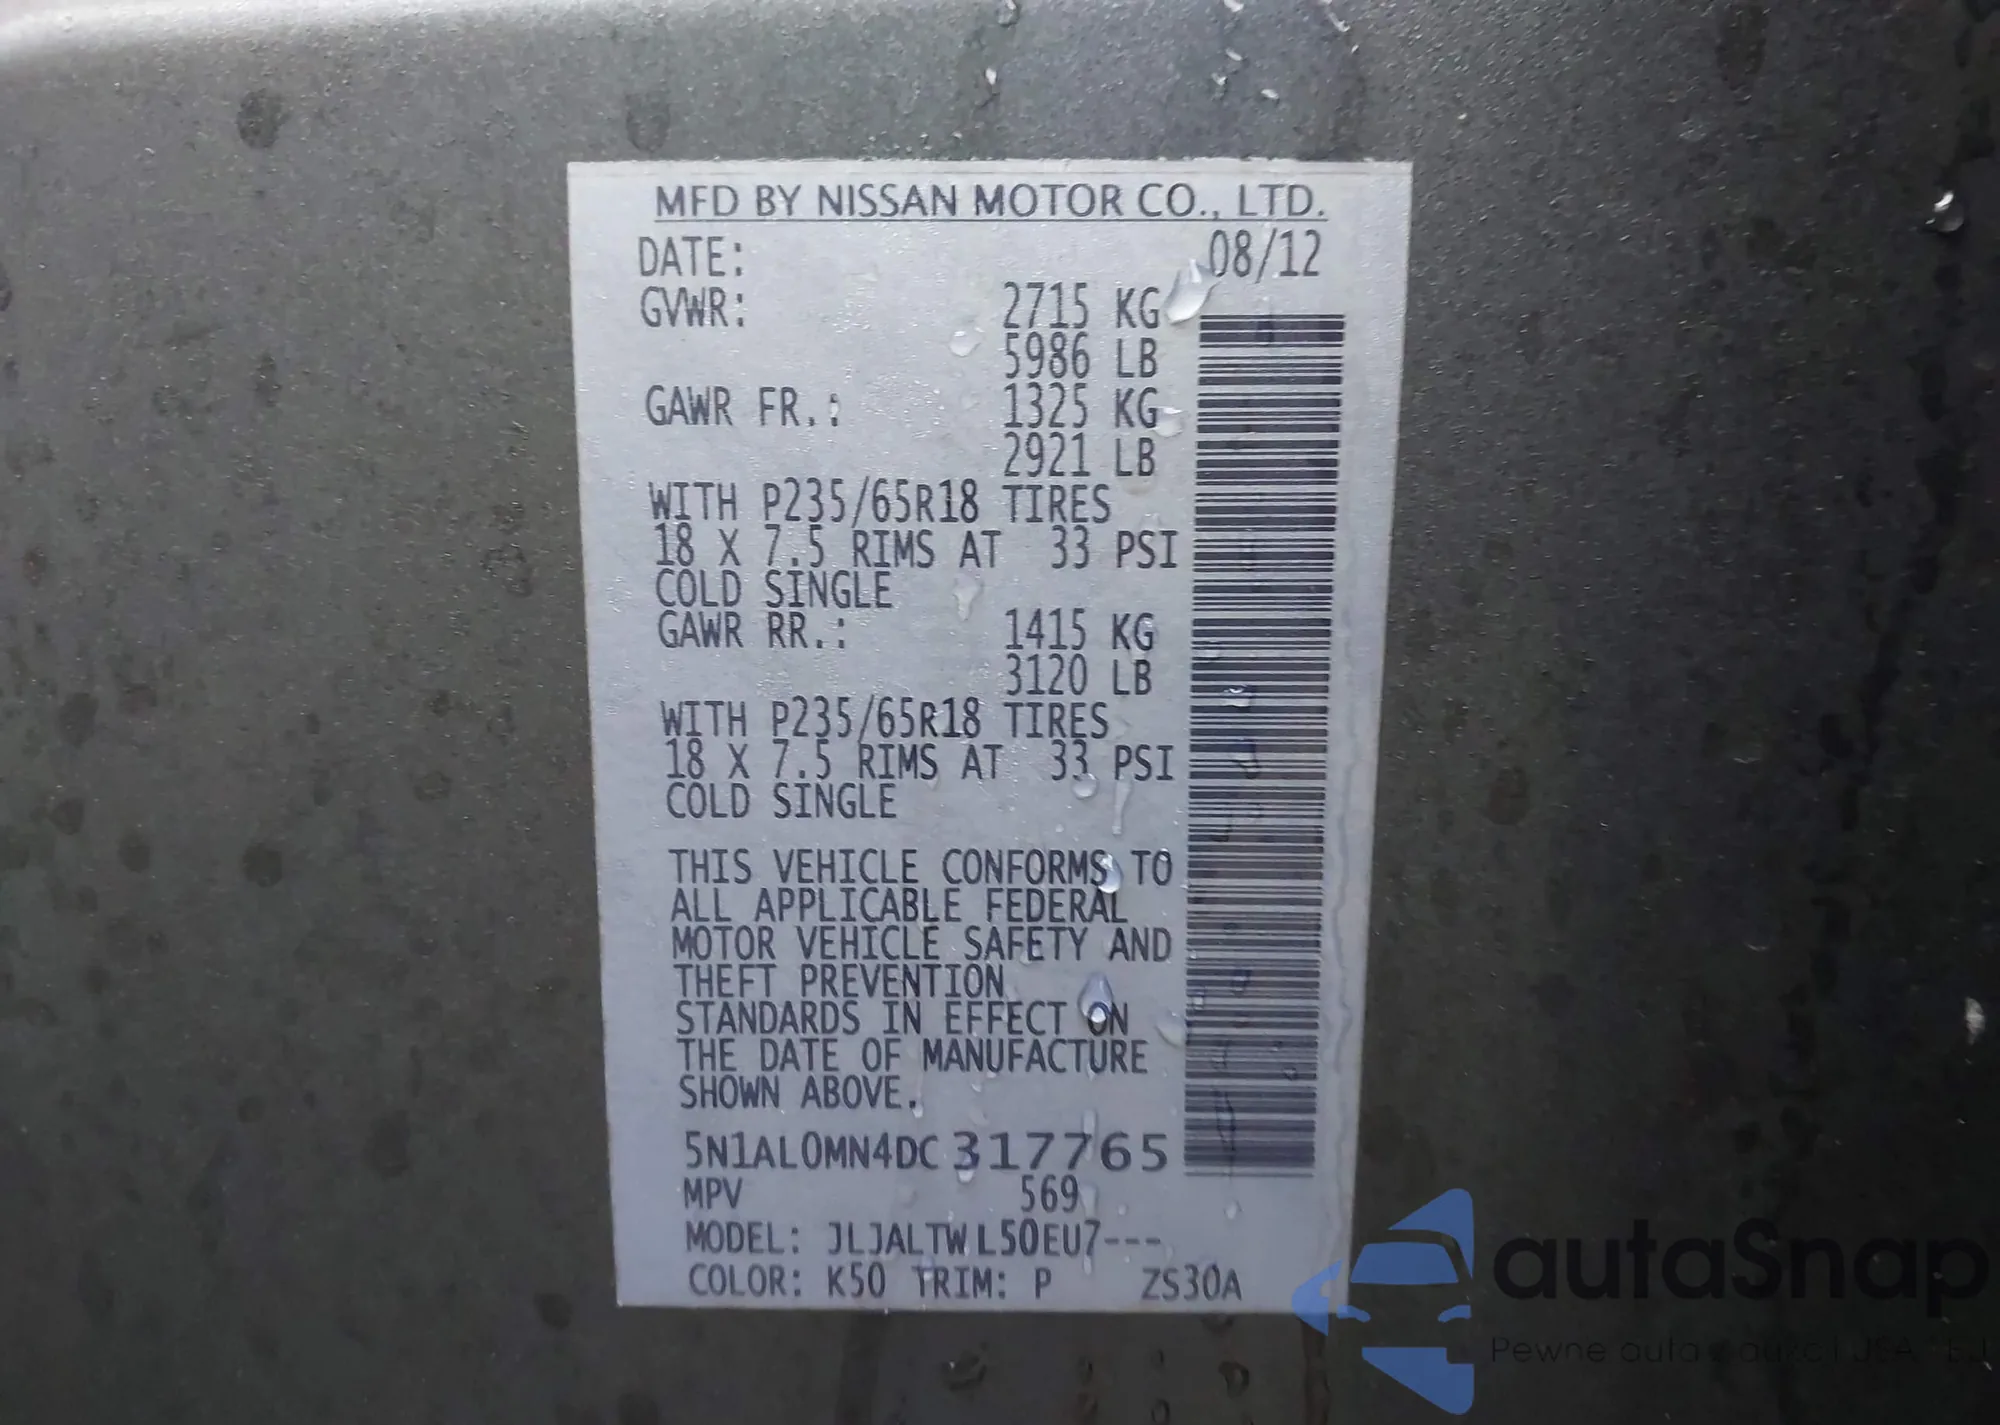 MFD BY NISSAN MOTOR CO., LTD.
DATE: 08/12
GVWR: 2715 KG
5986 LB
GAWR FR.: 1325 KG
2921 LB
WITH P235/65R18 TIRES
18 X 7.5 RIMS AT 33 PSI
COLD SINGLE
GAWR RR.: 1415 KG
3120 LB
WITH P235/65R18 TIRES
18 X 7.5 RIMS AT 33 PSI
COLD SINGLE
THIS VEHICLE CONFORMS TO
ALL APPLICABLE FEDERAL
MOTOR VEHICLE SAFETY AND
THEFT PREVENTION
STANDARDS IN EFFECT ON
THE DATE OF MANUFACTURE
SHOWN ABOVE.
5N1AL0MN4DC317765
MPV 569
MODEL: JLJALTWL50EU7---
COLOR: K50 TRIM: P ZS30A
autaSnap
Pewne auta